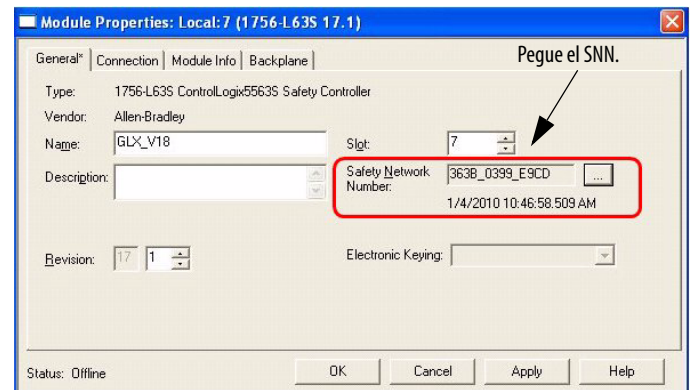 Module Properties: Local:7 (1756-L63S 17.1)
General* Connection Module Info Backplane
Pegue el SNN.
Type: 1756-L63S ControlLogix5563S Safety Controller
Vendor: Allen-Bradley
Name: GLX_V18
Slot: 7
Description:
Safety Network Number: 363B_0399_E9CD ...
1/4/2010 10:46:58.509 AM
Revision: 17 1
Electronic Keying:
Status: Offline
OK Cancel Apply Help